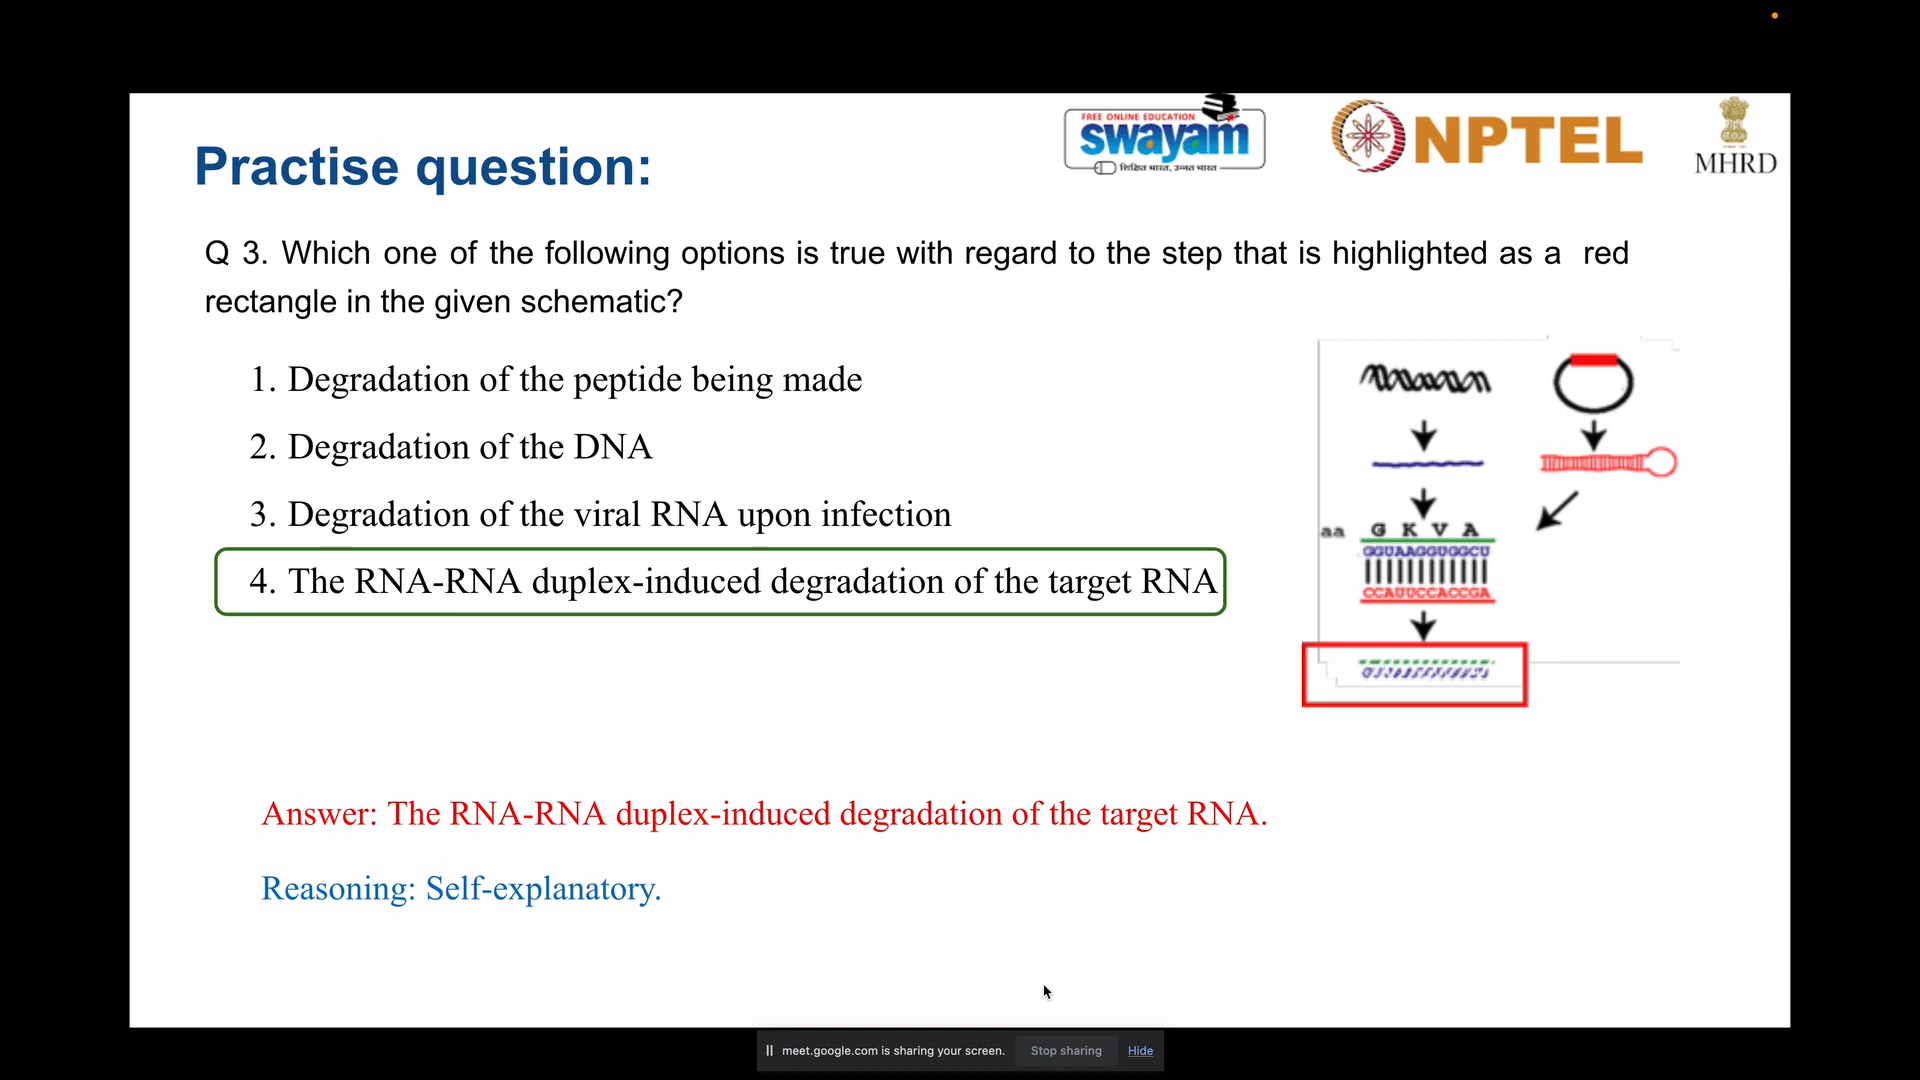 FREE ONLINE EDUCATION
swayam
शिक्षित भारत, उन्नत भारत
NPTEL
MHRD
Practise question:
Q 3. Which one of the following options is true with regard to the step that is highlighted as a red
rectangle in the given schematic?
1. Degradation of the peptide being made
2. Degradation of the DNA
3. Degradation of the viral RNA upon infection
4. The RNA-RNA duplex-induced degradation of the target RNA
aa G K V A
GGUAAGGUGGCU
CCAUUCCACCGA
Answer: The RNA-RNA duplex-induced degradation of the target RNA.
Reasoning: Self-explanatory.
meet.google.com is sharing your screen.
Stop sharing
Hide